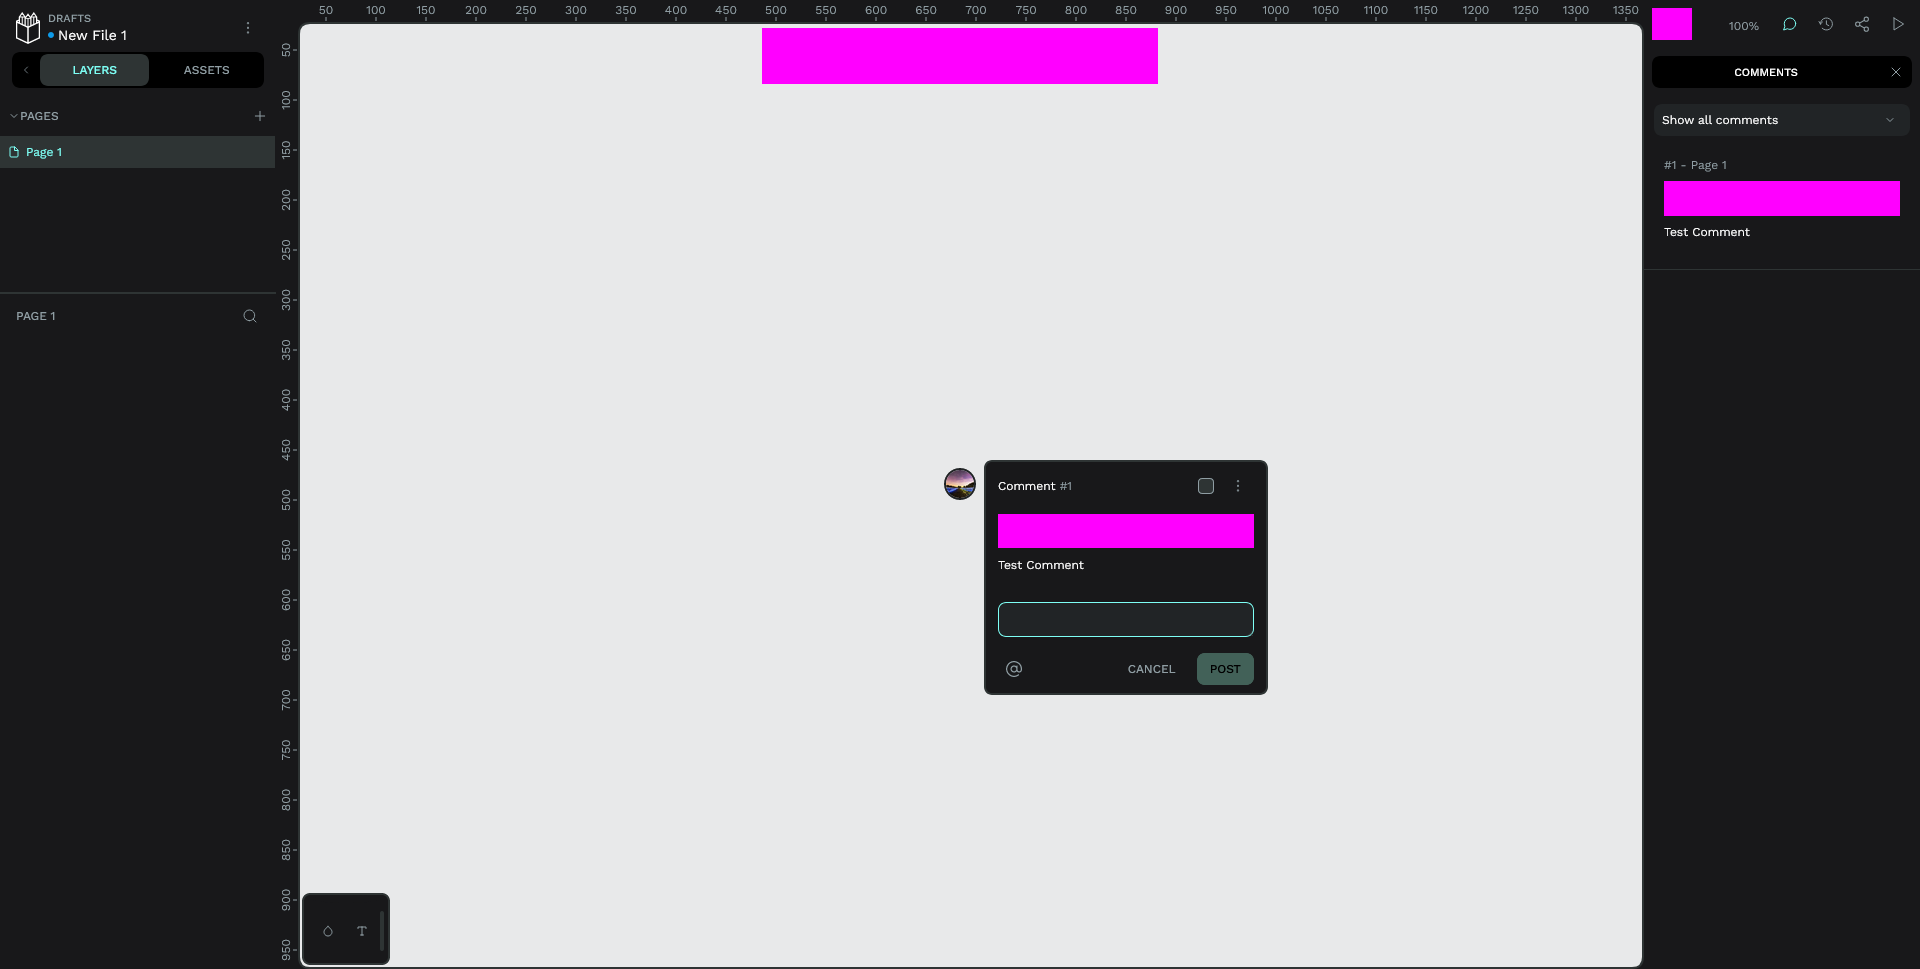 DRAFTS
New File 1
LAYERS
ASSETS
PAGES
Page 1
PAGE 1
50 100 150 200 250 300 350 400 450 500 550 600 650 700 750 800 850 900 950 1000 1050 1100 1150 1200 1250 1300 1350
50
100
150
200
250
300
350
400
450
500
550
600
650
700
750
800
850
900
950
Comment #1
Test Comment
@
CANCEL
POST
T
100%
COMMENTS
Show all comments
#1 - Page 1
Test Comment